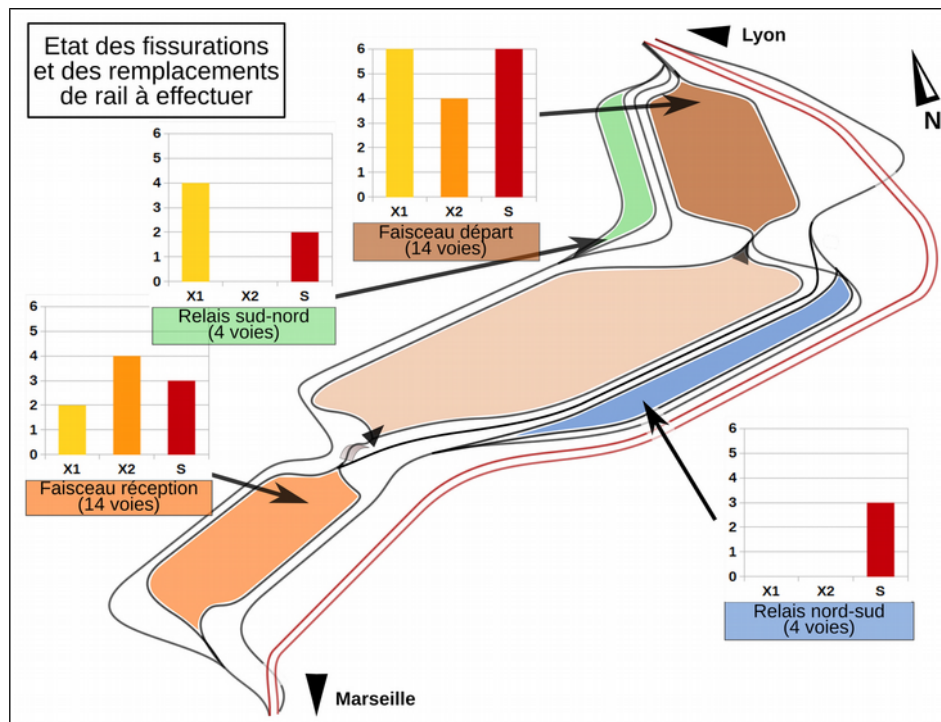 Etat des fissurations
et des remplacements
de rail à effectuer
Lyon
N
6
5
4
3
2
1
0
X1 X2 S
Faisceau départ
(14 voies)
6
5
4
3
2
1
0
X1 X2 S
Relais sud-nord
(4 voies)
6
5
4
3
2
1
0
X1 X2 S
Faisceau réception
(14 voies)
6
5
4
3
2
1
0
X1 X2 S
Relais nord-sud
(4 voies)
Marseille